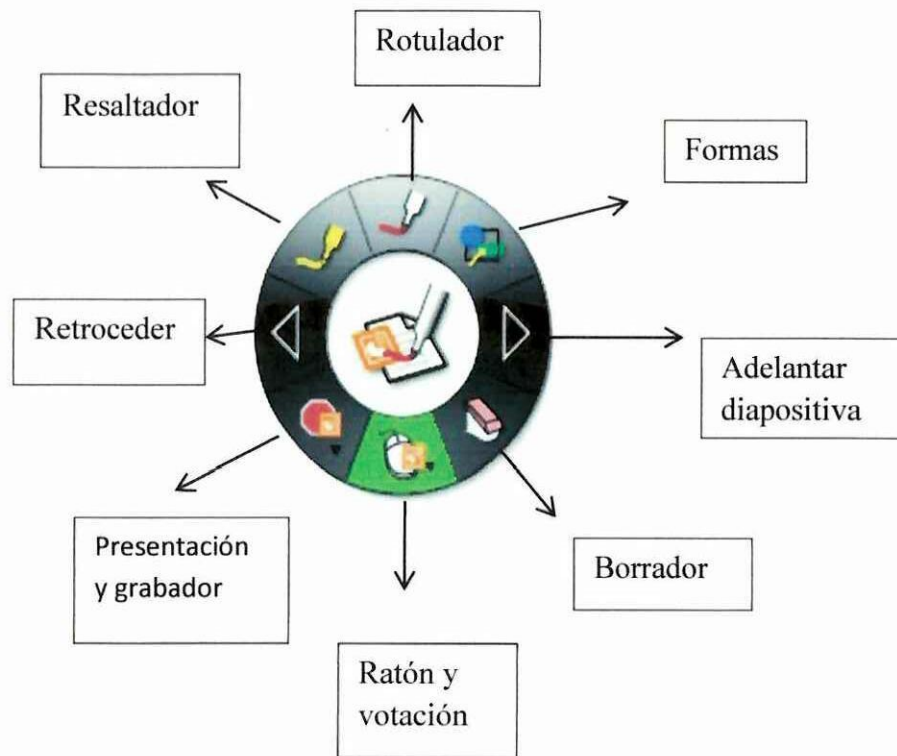 Rotulador
Resaltador
Formas
Retroceder
Adelantar
diapositiva
Presentación
y grabador
Borrador
Ratón y
votación